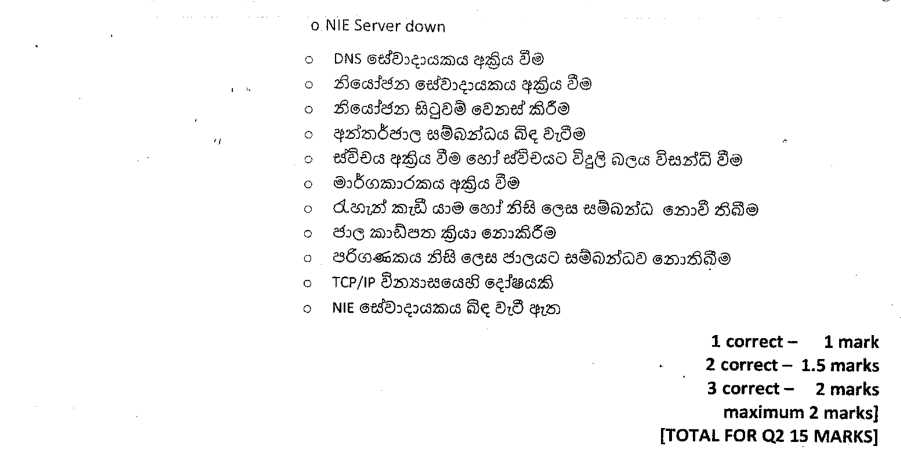 o NIE Server down
o DNS සේවාදායකය අක්‍රිය වීම
o නියෝජන සේවාදායකය අක්‍රිය වීම
o නියෝජන සිටුවම් වෙනස් කිරීම
o අන්තර්ජාල සම්බන්ධය බිඳ වැටීම
o ස්විචය අක්‍රිය වීම හෝ ස්විචයට විදුලි බලය විසන්ධි වීම
o මාර්ගකාරකය අක්‍රිය වීම
o රැහැන් කැඩී යාම හෝ නිසි ලෙස සම්බන්ධ නොවී තිබීම
o ජාල කාඩ්පත ක්‍රියා නොකිරීම
o පරිගණකය නිසි ලෙස ජාලයට සම්බන්ධව නොතිබීම
o TCP/IP වින්‍යාසයෙහි දෝෂයකි
o NIE සේවාදායකය බිඳ වැටී ඇත
1 correct – 1 mark
2 correct – 1.5 marks
3 correct – 2 marks
maximum 2 marks]
[TOTAL FOR Q2 15 MARKS]